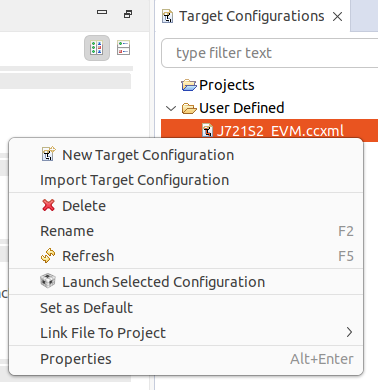 Target Configurations
type filter text
Projects
User Defined
J721S2_EVM.ccxml
New Target Configuration
Import Target Configuration
Delete
Rename F2
Refresh F5
Launch Selected Configuration
Set as Default
Link File To Project
Properties Alt+Enter